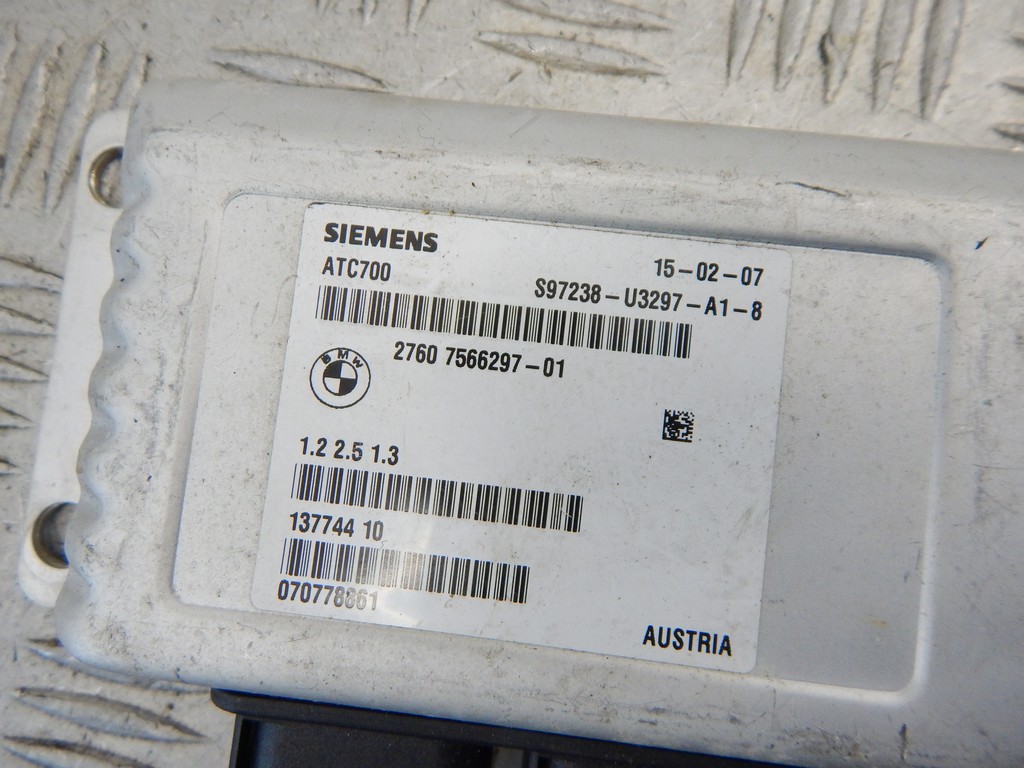 SIEMENS
ATC700
15-02-07
S97238-U3297-A1-8
2760 7566297-01
BMW
1.2 2.5 1.3
137744 10
070778861
AUSTRIA